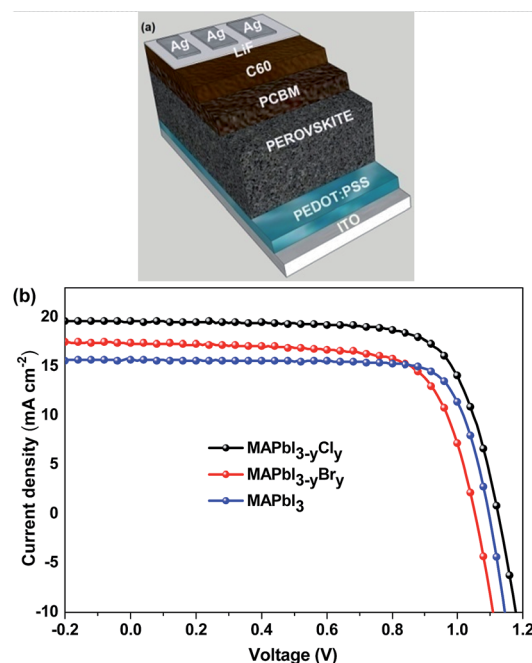 (a)
Ag Ag Ag
LiF
C60
PCBM
PEROVSKITE
PEDOT:PSS
ITO
(b)
Current density (mA cm-2)
20
15
10
5
0
-5
-10
MAPbI3-yCly
MAPbI3-yBry
MAPbI3
-0.2 0.0 0.2 0.4 0.6 0.8 1.0 1.2
Voltage (V)